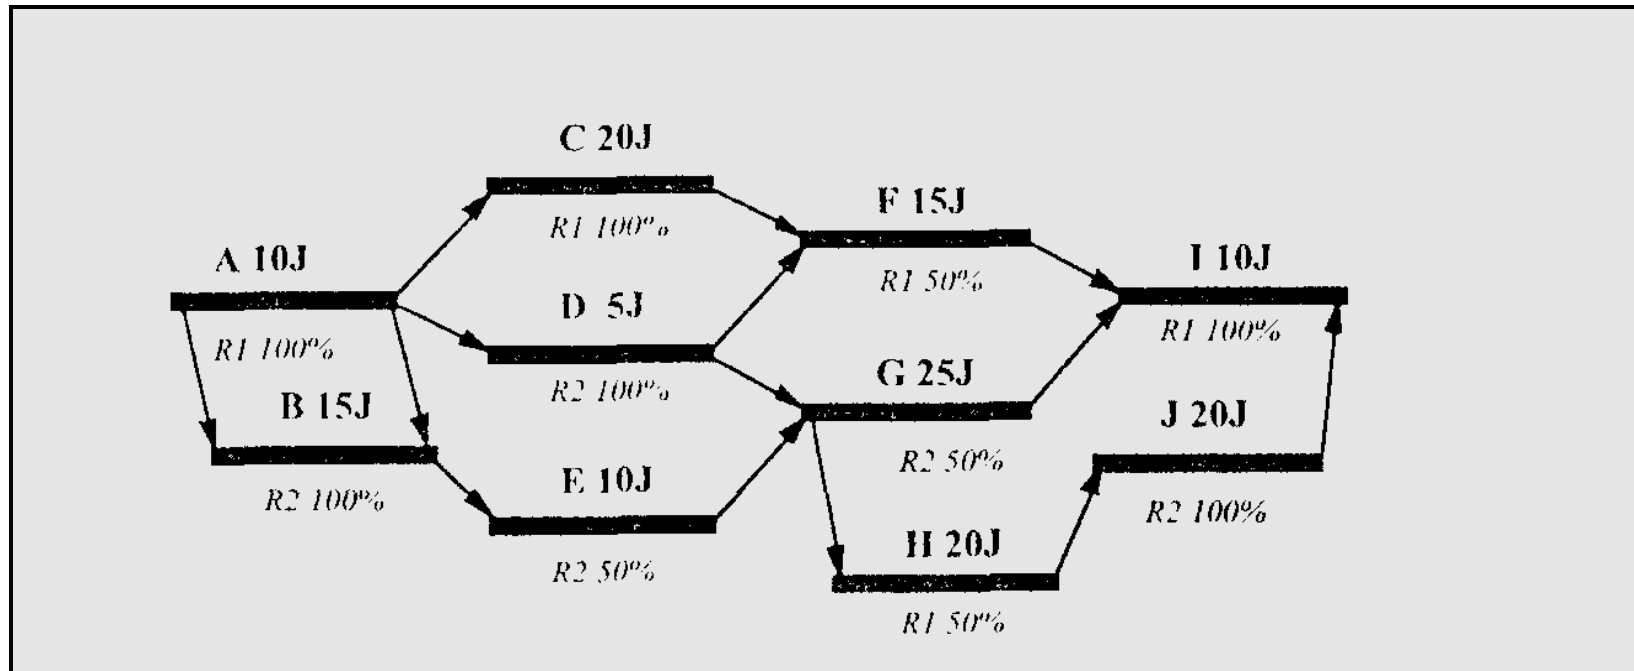 C 20J
R1 100%
F 15J
R1 50%
A 10J
R1 100%
I 10J
R1 100%
D 5J
R2 100%
G 25J
R2 50%
B 15J
R2 100%
J 20J
R2 100%
E 10J
R2 50%
H 20J
R1 50%